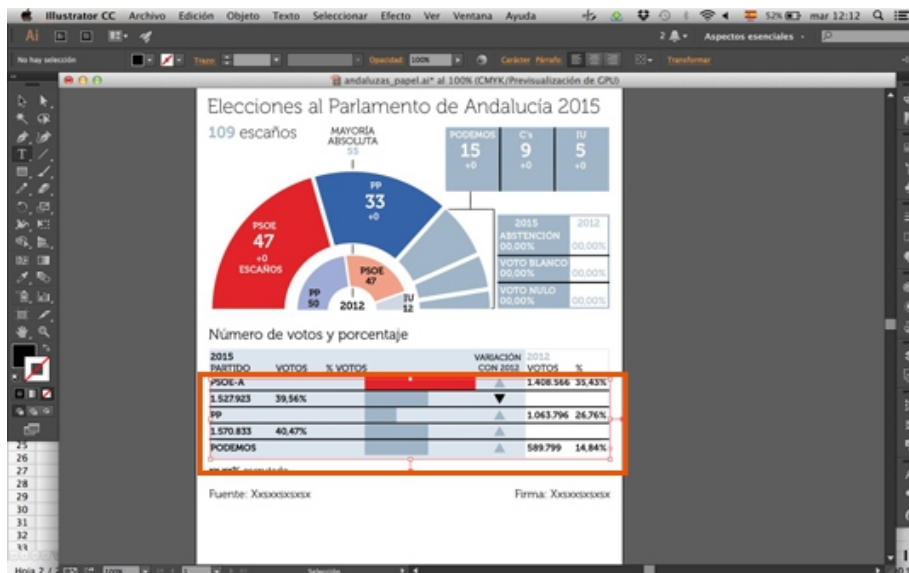 Illustrator CC Archivo Edición Objeto Texto Seleccionar Efecto Ver Ventana Ayuda 52% mar 12:12
Ai 2 Aspectos esenciales
No hay selección Trazo: Opacidad: 100% Carácter Párrafo: Transformar
andaluzas_papel.ai* al 100% (CMYK/Previsualización de GPU)
Elecciones al Parlamento de Andalucía 2015
109 escaños
MAYORÍA
ABSOLUTA
55
PODEMOS C's IU
15 9 5
+0 +0 +0
PP
33
+0
PSOE
47
+0
ESCAÑOS
PP
50
PSOE
47
IU
12
2012
2015 2012
ABSTENCIÓN
00,00% 00,00%
VOTO BLANCO
00,00% 00,00%
VOTO NULO
00,00% 00,00%
Número de votos y porcentaje
2015 VARIACIÓN 2012
PARTIDO VOTOS % VOTOS CON 2012 VOTOS %
PSOE-A 1.408.566 35,43%
1.527.923 39,56%
PP 1.063.796 26,76%
1.570.833 40,47%
PODEMOS 589.799 14,84%
Fuente: Xxsxxsxsxsx Firma: Xxsxxsxsxsx
25
26
27
28
29
30
31
32
33
Hoja 2 100% 1 Selección